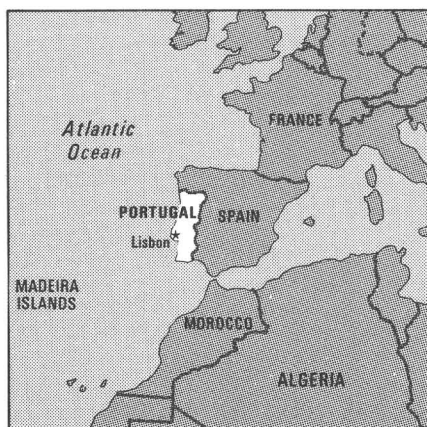 FRANCE
Atlantic
Ocean
PORTUGAL
SPAIN
Lisbon
MADEIRA
ISLANDS
MOROCCO
ALGERIA